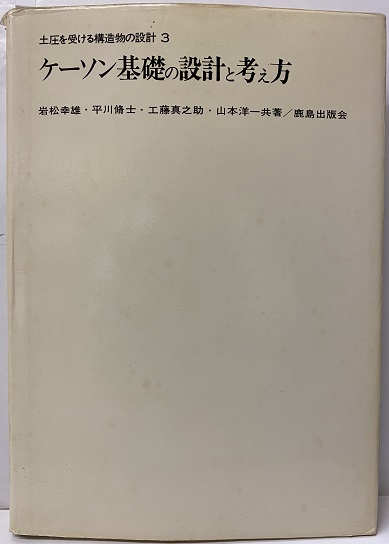 土圧を受ける構造物の設計 3
ケーソン基礎の設計と考え方
岩松幸雄・平川脩士・工藤真之助・山本洋一共著／鹿島出版会